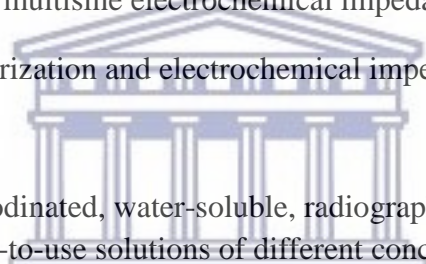 multisine electrochemical impeda
rization and electrochemical impe
odinated, water-soluble, radiograp
-to-use solutions of different conc